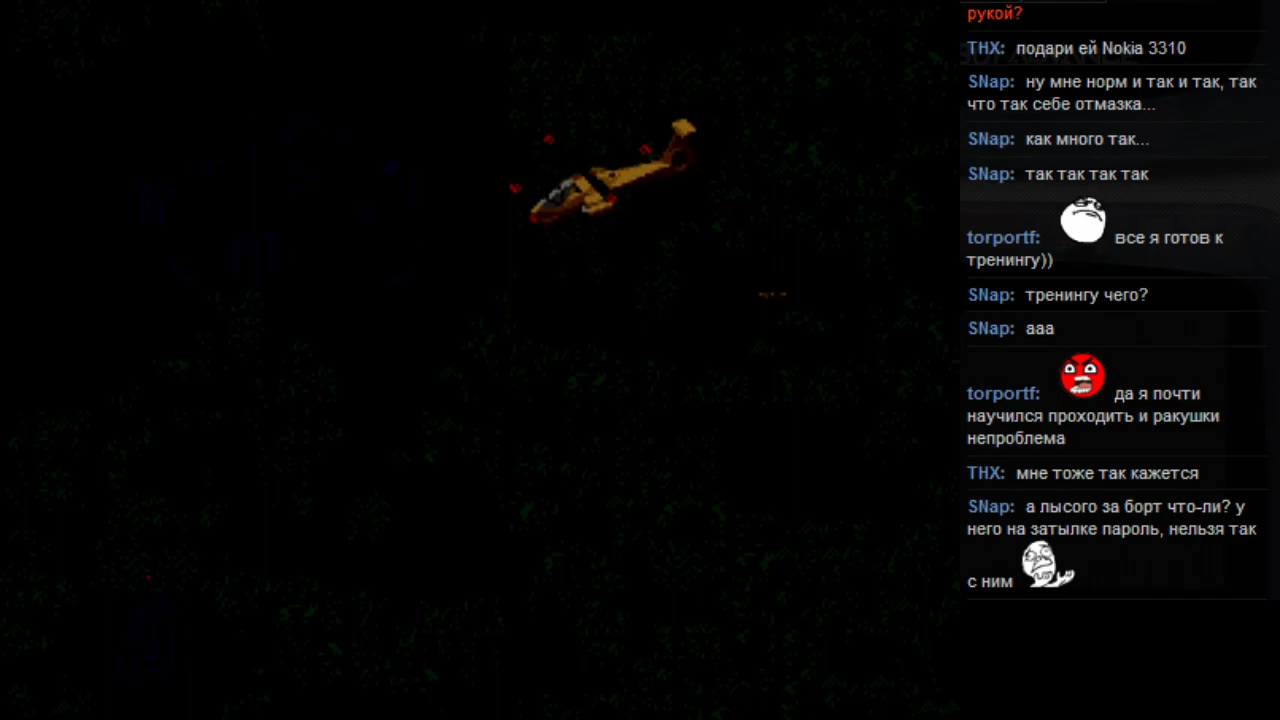 рукой?
THX: подари ей Nokia 3310
SNap: ну мне норм и так и так, так
что так себе отмазка...
SNap: как много так...
SNap: так так так так
torportf: все я готов к
тренингу))
SNap: тренингу чего?
SNap: ааа
torportf: да я почти
научился проходить и ракушки
непроблема
THX: мне тоже так кажется
SNap: а лысого за борт что-ли? у
него на затылке пароль, нельзя так
с ним